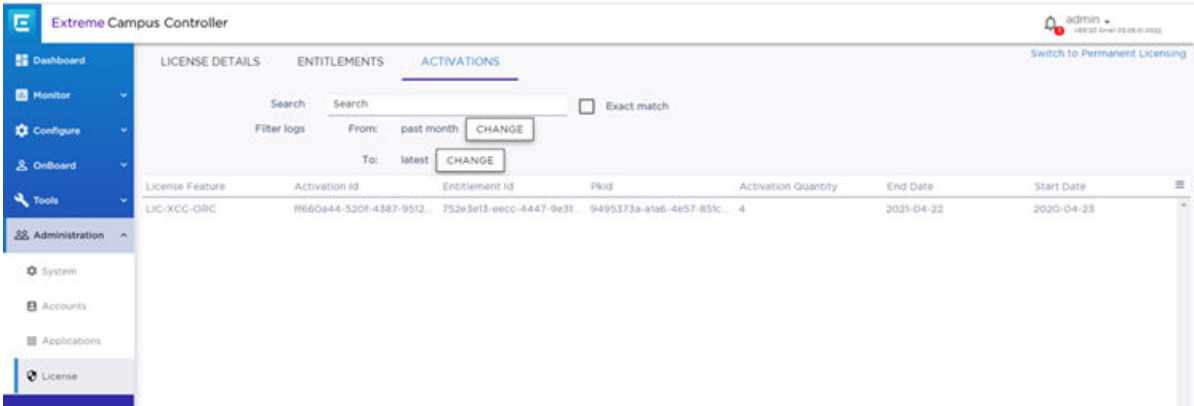 Extreme Campus Controller
admin
Dashboard
Monitor
Configure
OnBoard
Tools
Administration
System
Accounts
Applications
License
LICENSE DETAILS ENTITLEMENTS ACTIVATIONS
Switch to Permanent Licensing
Search Search Exact match
Filter logs From: past month CHANGE
To: latest CHANGE
License Feature Activation Id Entitlement Id Pkid Activation Quantity End Date Start Date
LIC-XCC-ORC ff660a44-520f-4387-9512... 752e3e13-eecc-4447-9e31... 9495373a-a1a6-4e57-851c... 4 2021-04-22 2020-04-23